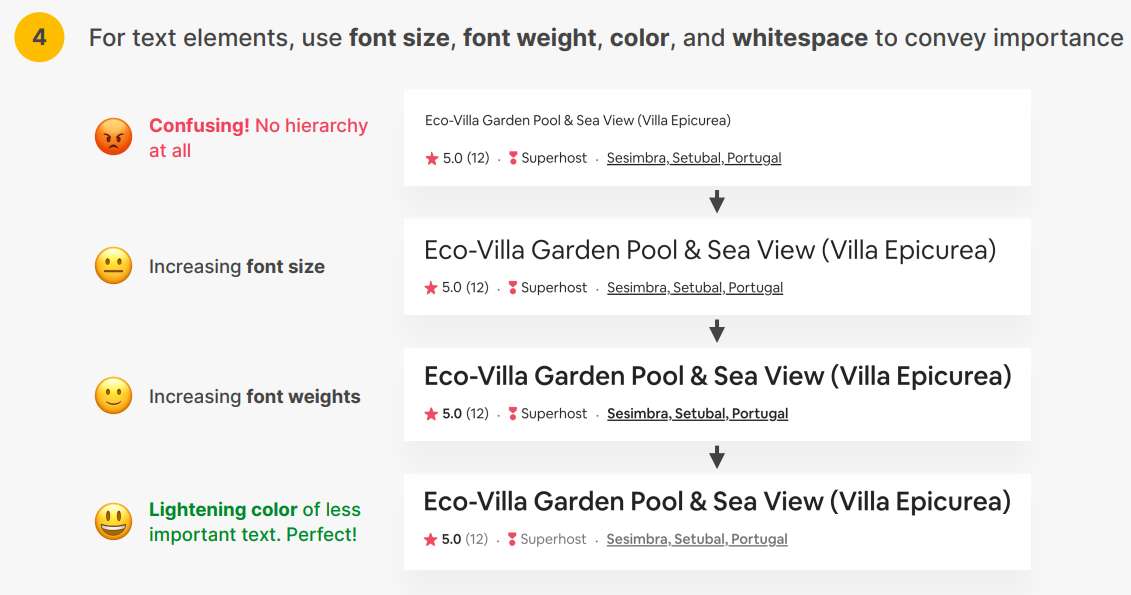 4
For text elements, use font size, font weight, color, and whitespace to convey importance
Confusing! No hierarchy
at all
Eco-Villa Garden Pool & Sea View (Villa Epicurea)
5.0 (12) · Superhost · Sesimbra, Setubal, Portugal
Increasing font size
Eco-Villa Garden Pool & Sea View (Villa Epicurea)
5.0 (12) · Superhost · Sesimbra, Setubal, Portugal
Increasing font weights
Eco-Villa Garden Pool & Sea View (Villa Epicurea)
5.0 (12) · Superhost · Sesimbra, Setubal, Portugal
Lightening color of less
important text. Perfect!
Eco-Villa Garden Pool & Sea View (Villa Epicurea)
5.0 (12) · Superhost · Sesimbra, Setubal, Portugal